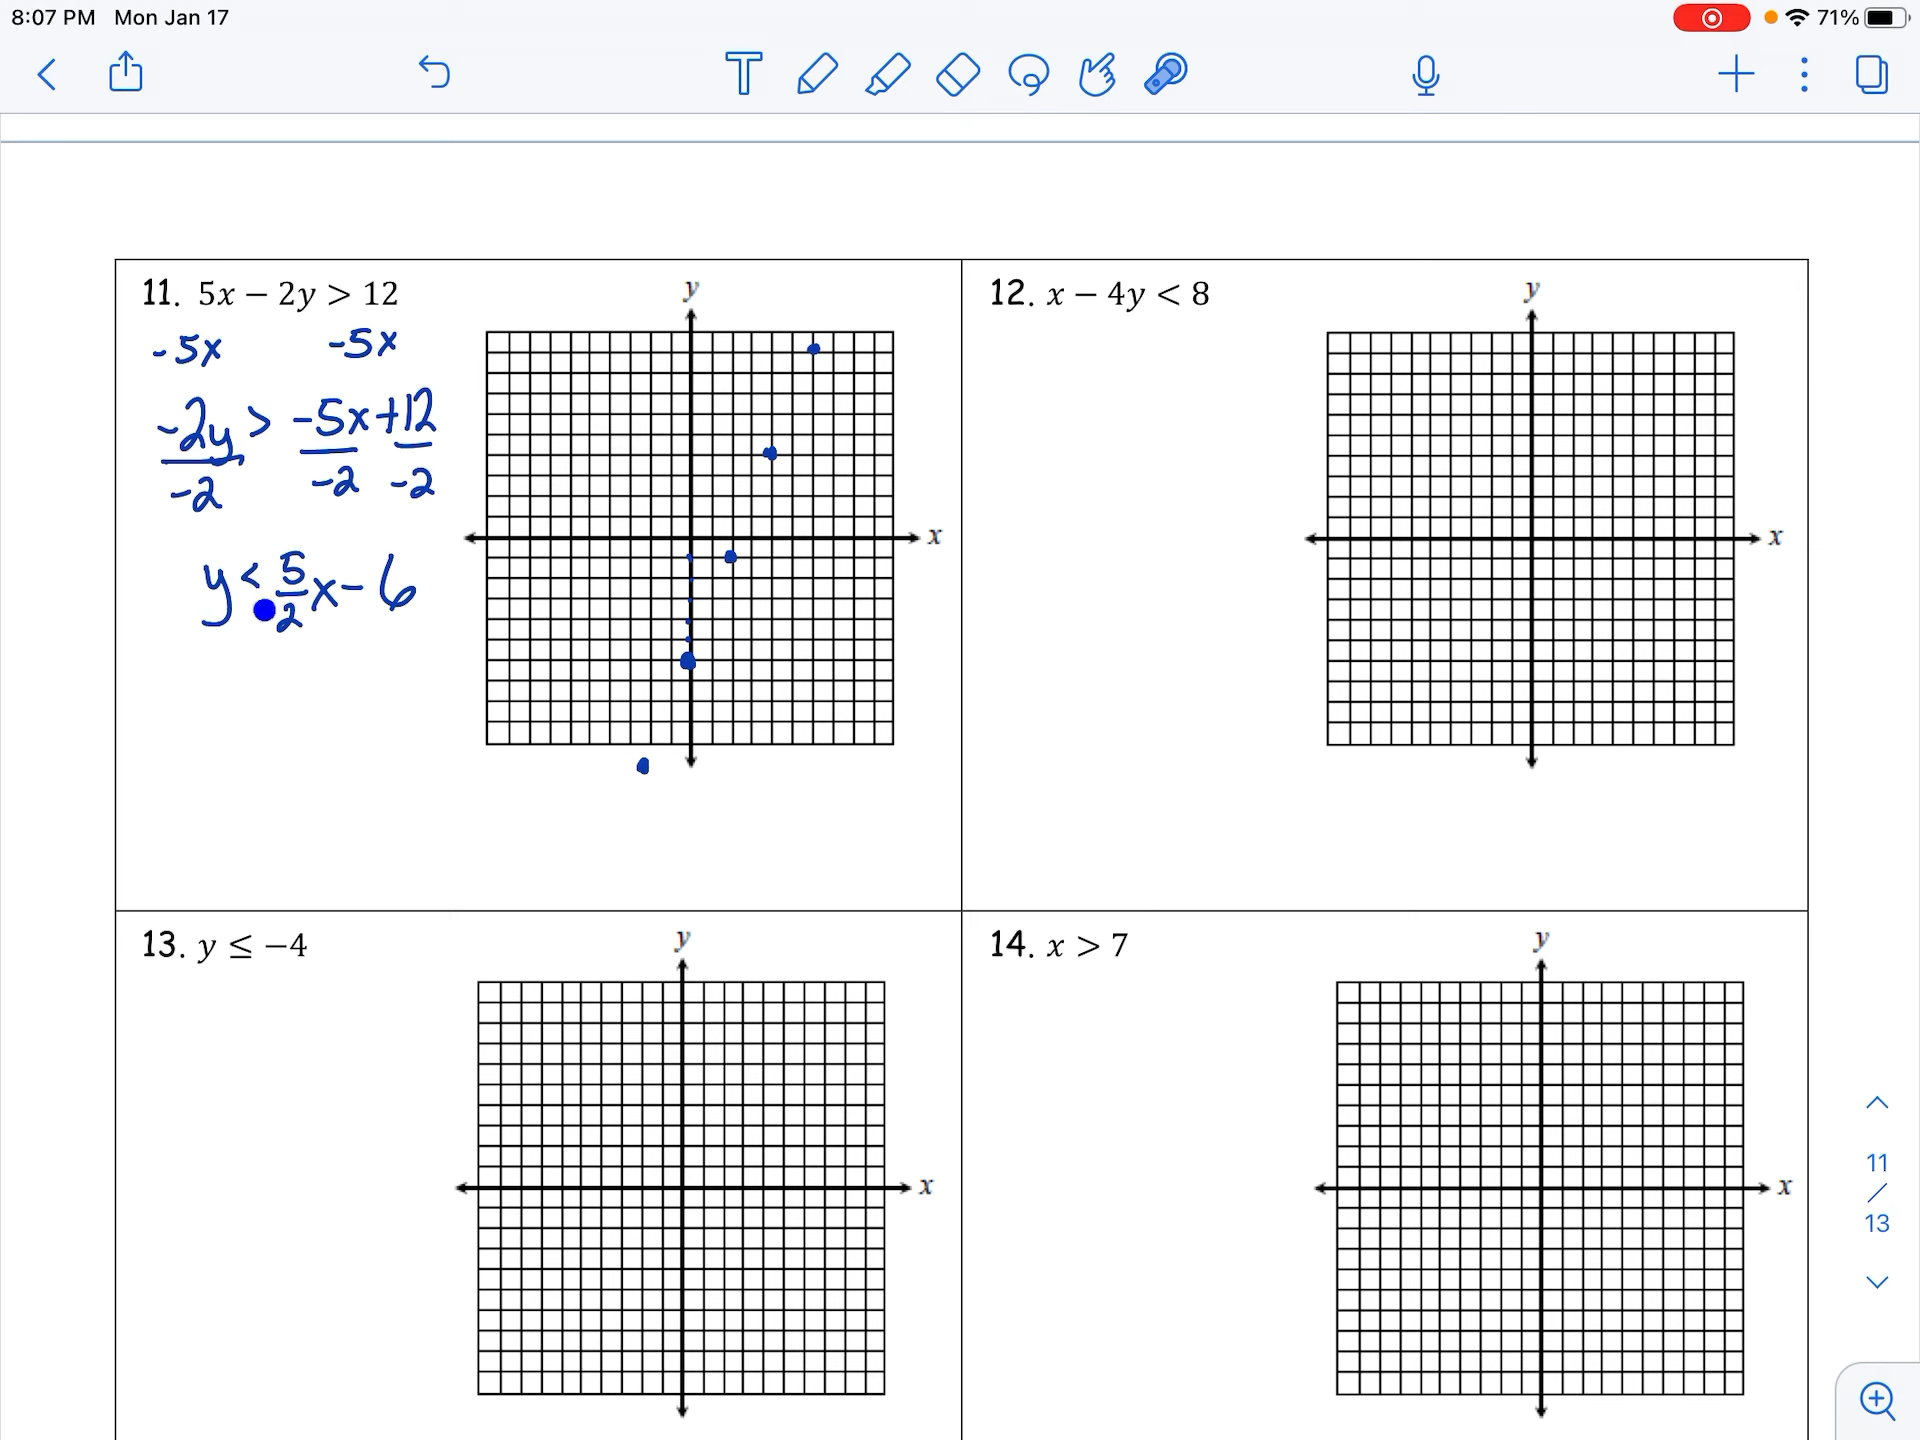 8:07 PM Mon Jan 17
71%
T
11. 5x − 2y > 12
-5x -5x
-2y > -5x+12
-2 -2 -2
y < 5/2 x - 6
y
x
12. x − 4y < 8
y
x
13. y ≤ −4
y
x
14. x > 7
y
x
11
/
13